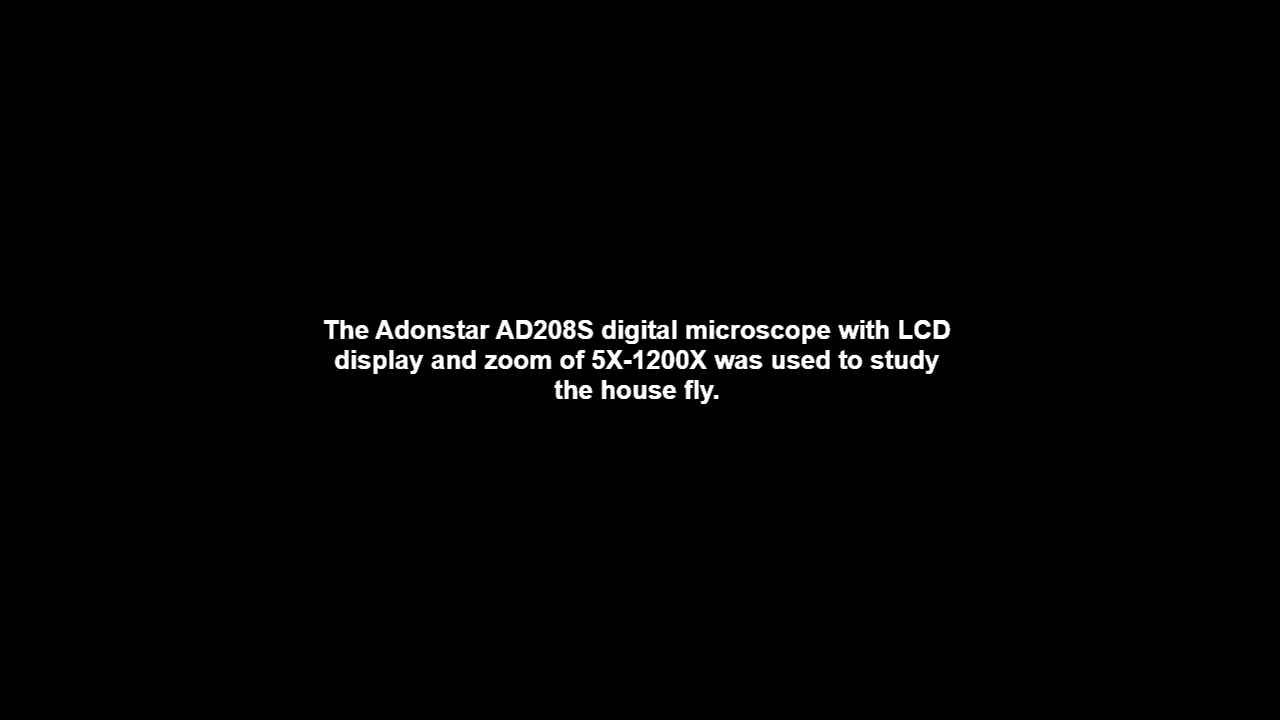 The Adonstar AD208S digital microscope with LCD
display and zoom of 5X-1200X was used to study
the house fly.